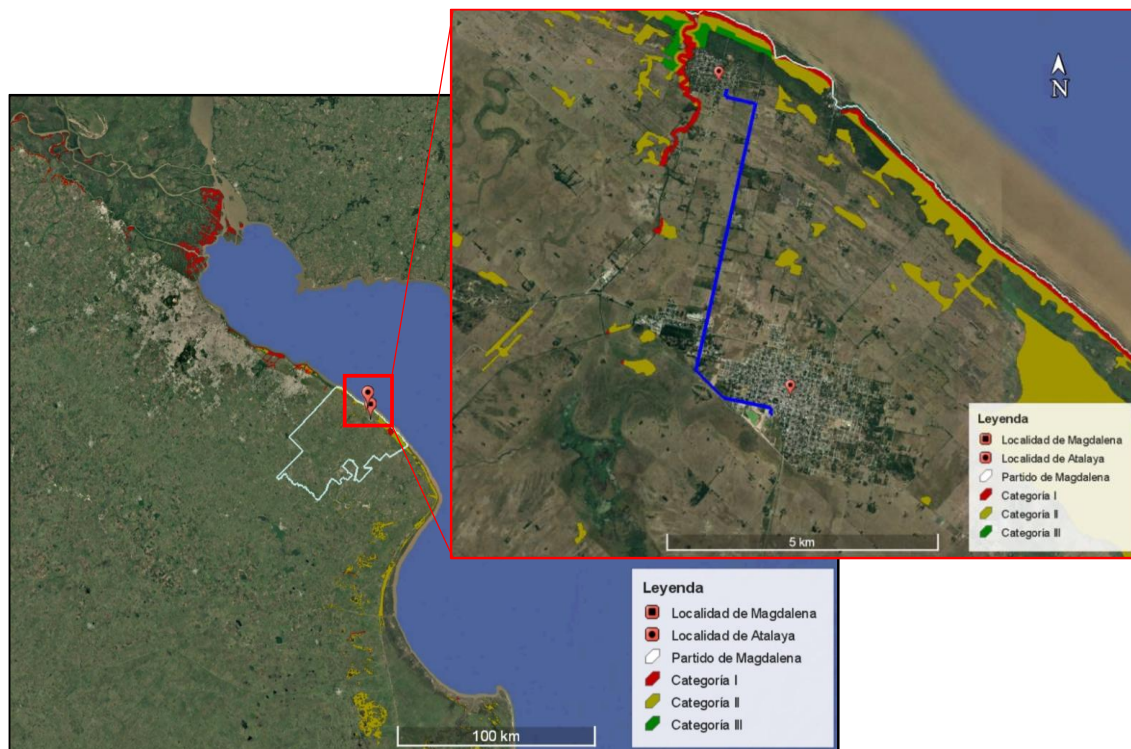 N
Leyenda
Localidad de Magdalena
Localidad de Atalaya
Partido de Magdalena
Categoría I
Categoría II
Categoría III
5 km
Leyenda
Localidad de Magdalena
Localidad de Atalaya
Partido de Magdalena
Categoría I
Categoría II
Categoría III
100 km